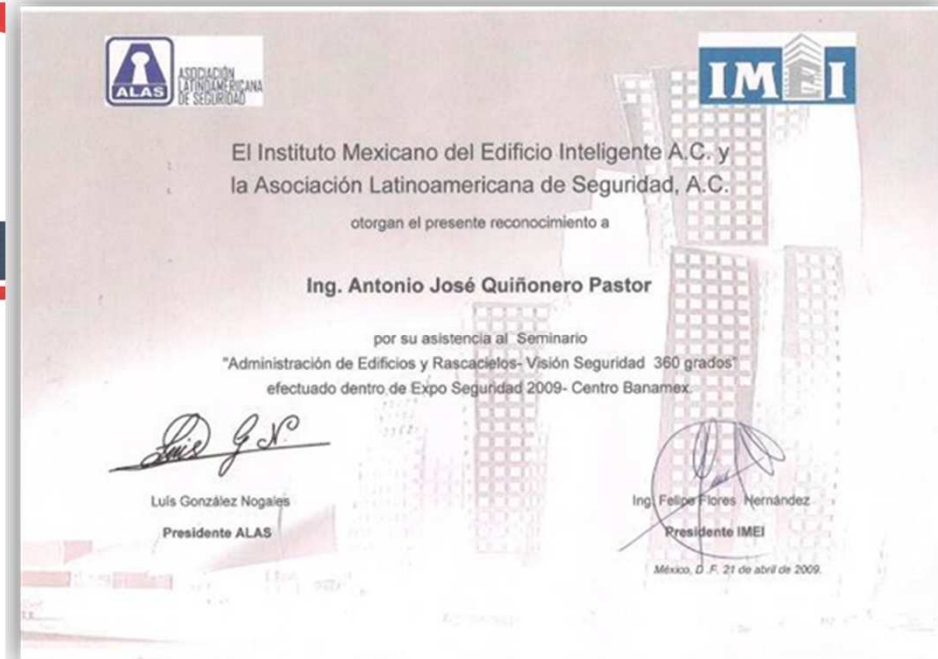 ALAS
ASOCIACIÓN
LATINOAMERICANA
DE SEGURIDAD
IMEI
El Instituto Mexicano del Edificio Inteligente A.C. y
la Asociación Latinoamericana de Seguridad, A.C.
otorgan el presente reconocimiento a
Ing. Antonio José Quiñonero Pastor
por su asistencia al Seminario
"Administración de Edificios y Rascacielos- Visión Seguridad 360 grados"
efectuado dentro de Expo Seguridad 2009- Centro Banamex.
Luis G N.
Luis González Nogales
Presidente ALAS
Ing. Felipe Flores Hernández
Presidente IMEI
México, D.F. 21 de abril de 2009.